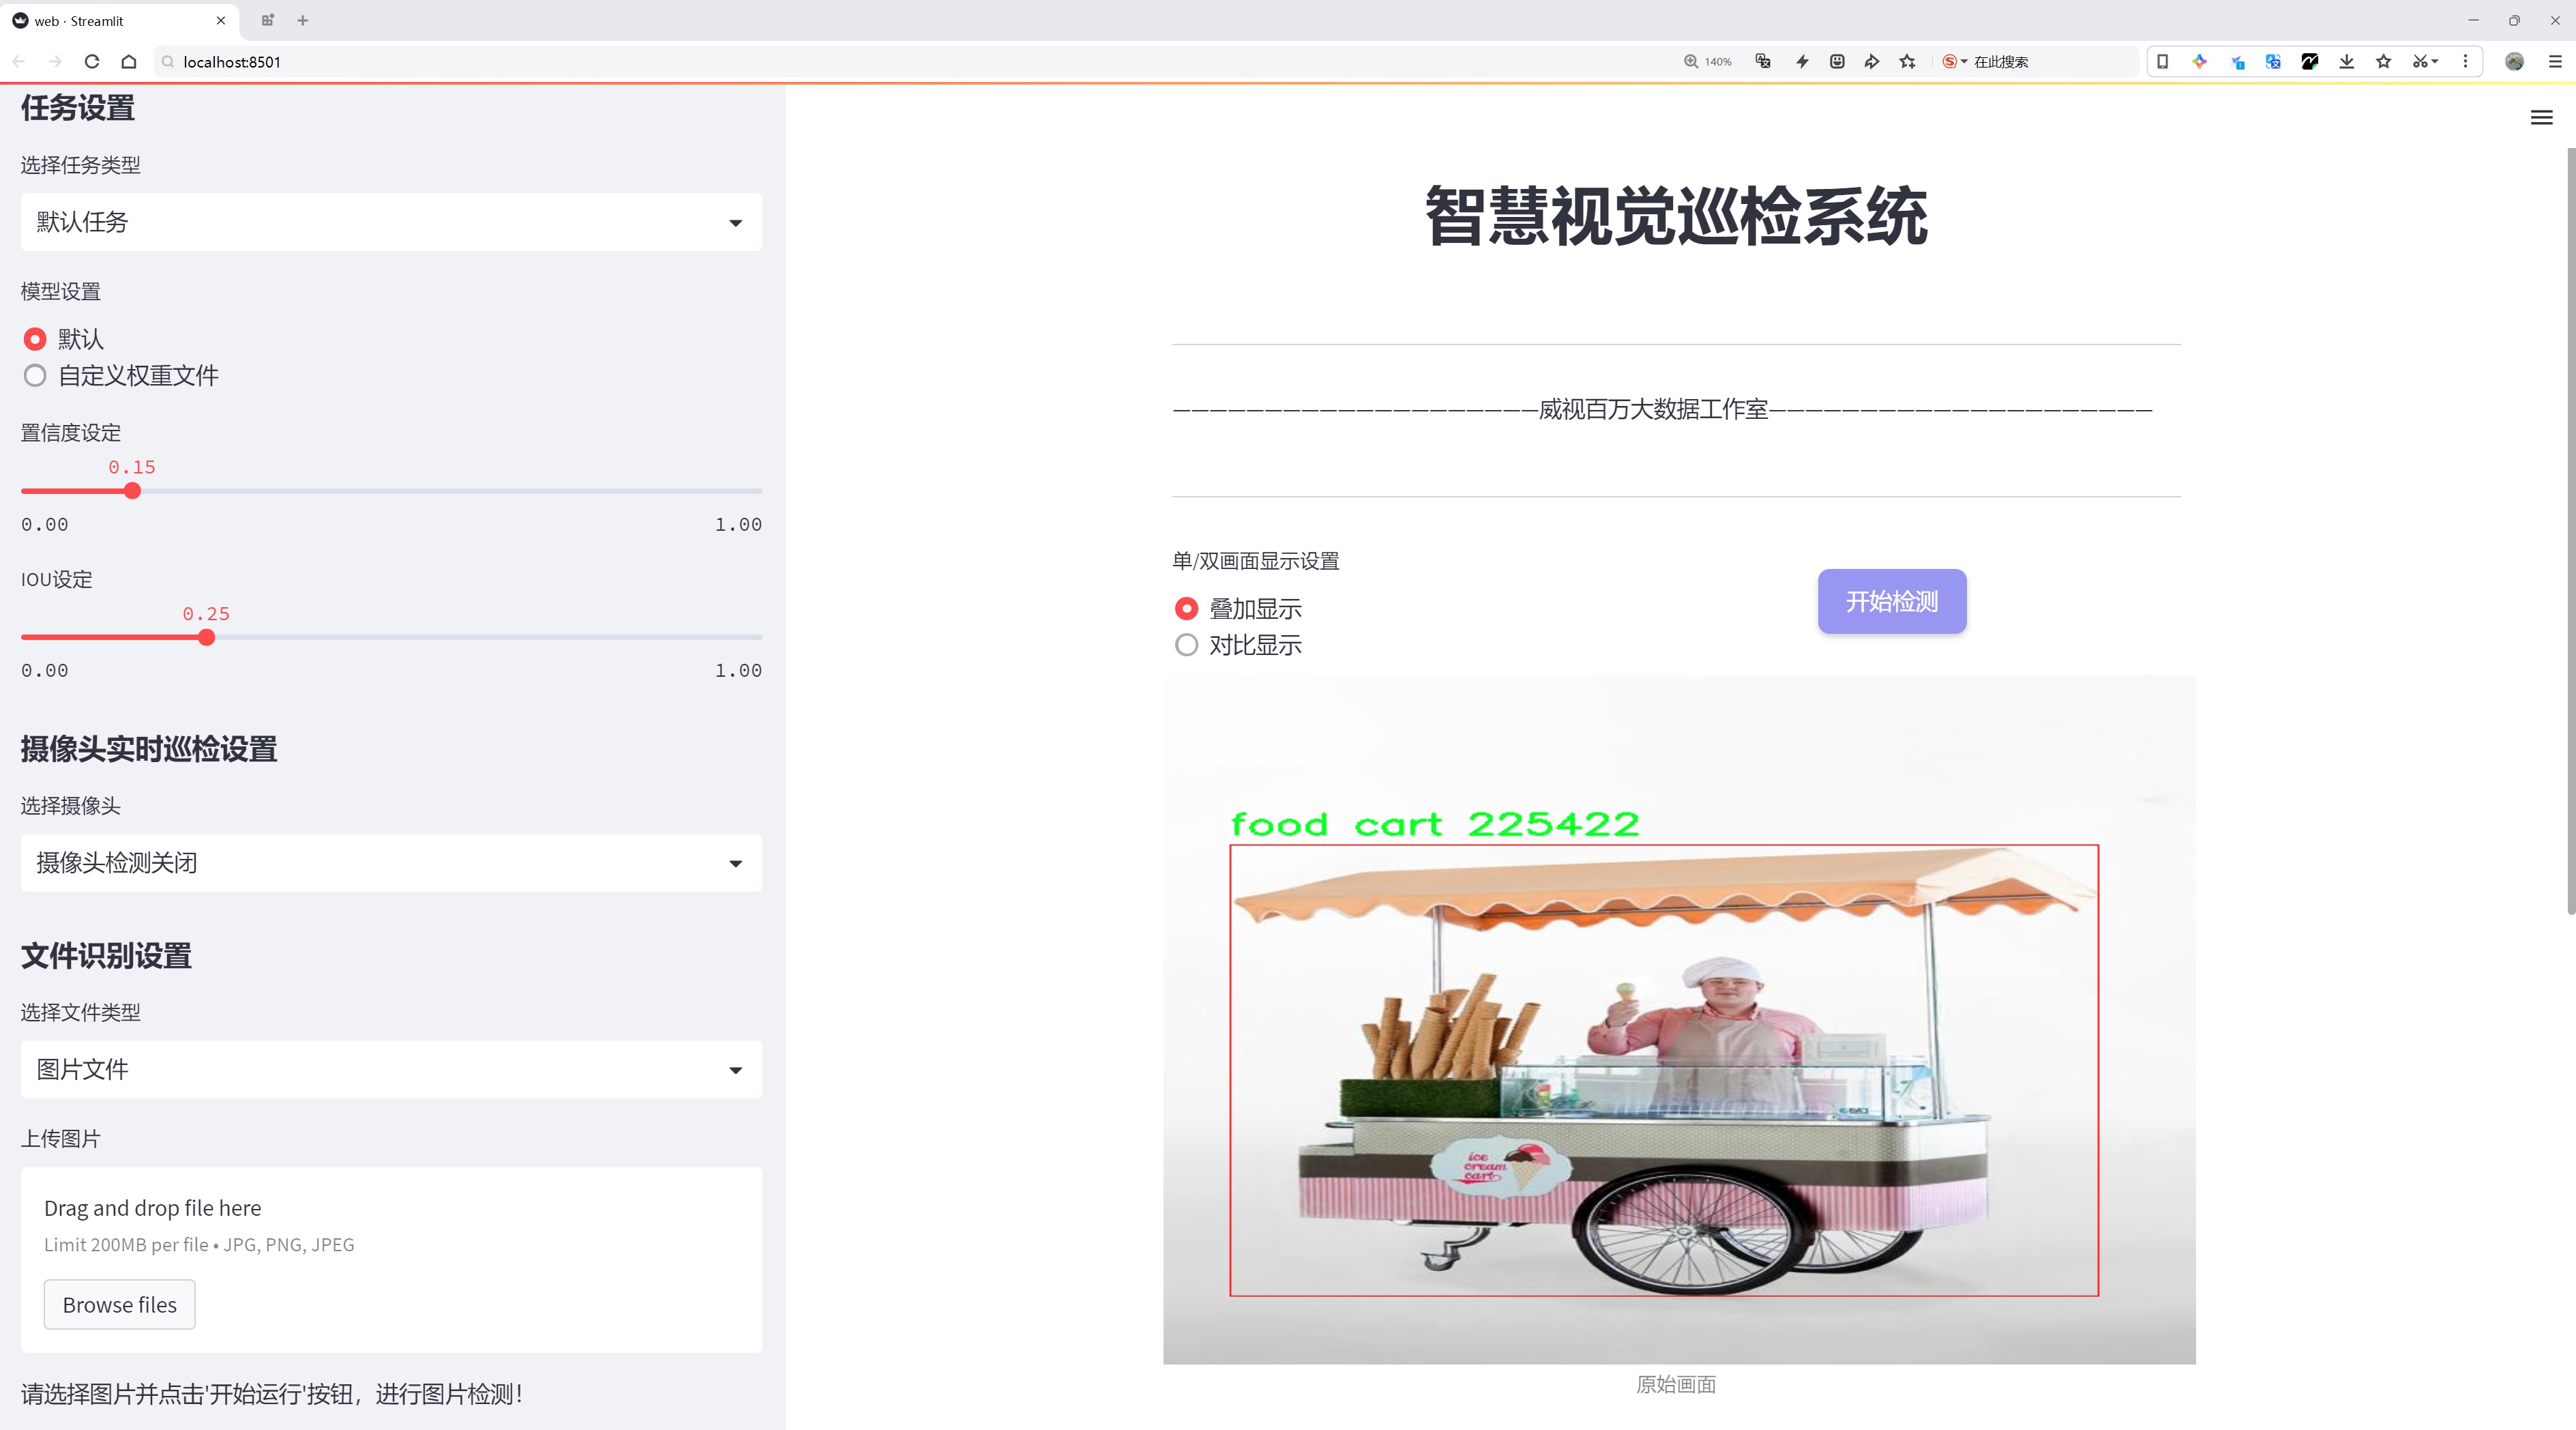 web · Streamlit
localhost:8501
140%
在此搜索
任务设置
选择任务类型
默认任务
模型设置
默认
自定义权重文件
置信度设定
0.15
0.00
1.00
IOU设定
0.25
0.00
1.00
摄像头实时巡检设置
选择摄像头
摄像头检测关闭
文件识别设置
选择文件类型
图片文件
上传图片
Drag and drop file here
Limit 200MB per file • JPG, PNG, JPEG
Browse files
请选择图片并点击'开始运行'按钮，进行图片检测！
智慧视觉巡检系统
————————————————————威视百万大数据工作室—————————————————————
单/双画面显示设置
叠加显示
对比显示
开始检测
food cart 225422
ice
cream
cart
原始画面